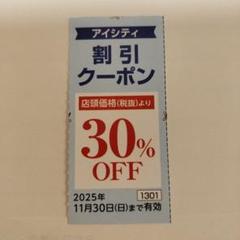 アイシティ
割引
クーポン
店頭価格(税抜)より
30%
OFF
2025年 1301
11月30日(日)まで有効